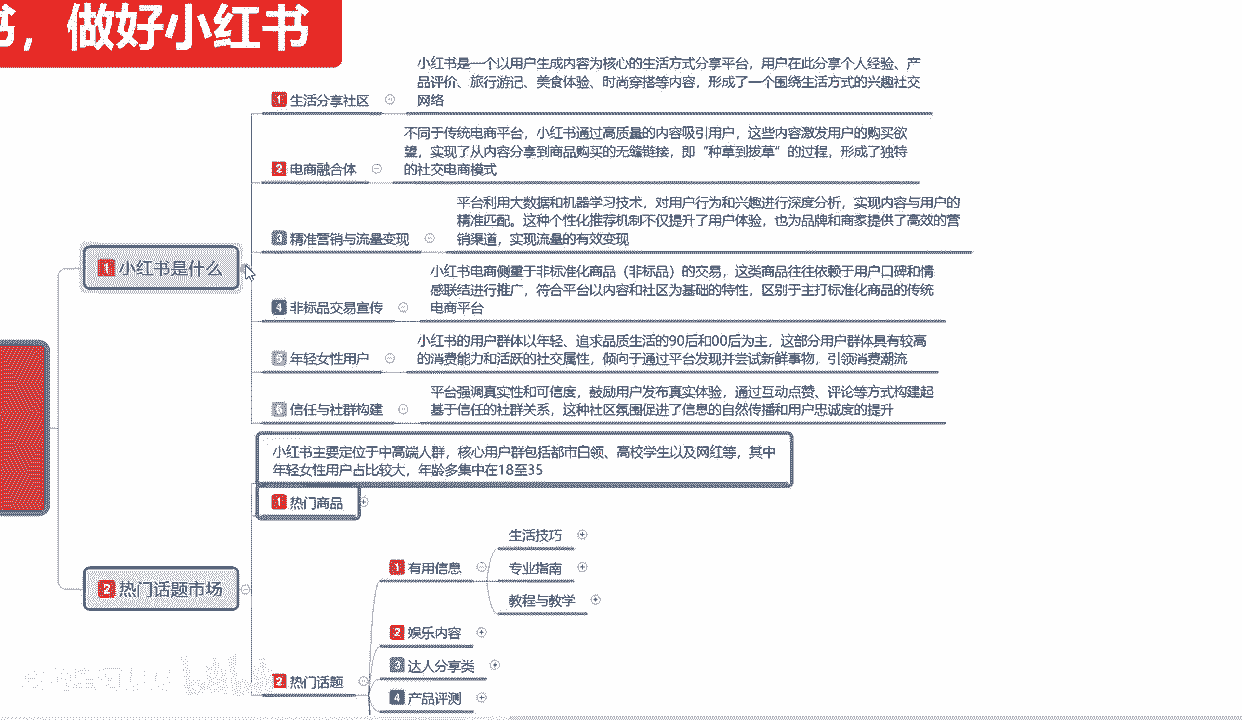 书，做好小红书
1 小红书是什么
1 生活分享社区
小红书是一个以用户生成内容为核心的生活方式分享平台，用户在此分享个人经验、产
品评价、旅行游记、美食体验、时尚穿搭等内容，形成了一个围绕生活方式的兴趣社交
网络
2 电商融合体
不同于传统电商平台，小红书通过高质量的内容吸引用户，这些内容激发用户的购买欲
望，实现了从内容分享到商品购买的无缝链接，即“种草到拔草”的过程，形成了独特
的社交电商模式
3 精准营销与流量变现
平台利用大数据和机器学习技术，对用户行为和兴趣进行深度分析，实现内容与用户的
精准匹配。这种个性化推荐机制不仅提升了用户体验，也为品牌和商家提供了高效的营
销渠道，实现流量的有效变现
4 非标品交易宣传
小红书电商侧重于非标准化商品（非标品）的交易，这类商品往往依赖于用户口碑和情
感联结进行推广，符合平台以内容和社区为基础的特性，区别于主打标准化商品的传统
电商平台
5 年轻女性用户
小红书的用户群体以年轻、追求品质生活的90后和00后为主，这部分用户群体具有较高
的消费能力和活跃的社交属性，倾向于通过平台发现并尝试新鲜事物，引领消费潮流
6 信任与社群构建
平台强调真实性和可信度，鼓励用户发布真实体验，通过互动点赞、评论等方式构建起
基于信任的社群关系，这种社区氛围促进了信息的自然传播和用户忠诚度的提升
2 热门话题市场
小红书主要定位于中高端人群，核心用户群包括都市白领、高校学生以及网红等，其中
年轻女性用户占比较大，年龄多集中在18至35
1 热门商品
2 热门话题
1 有用信息
生活技巧
专业指南
教程与教学
2 娱乐内容
3 达人分享类
4 产品评测